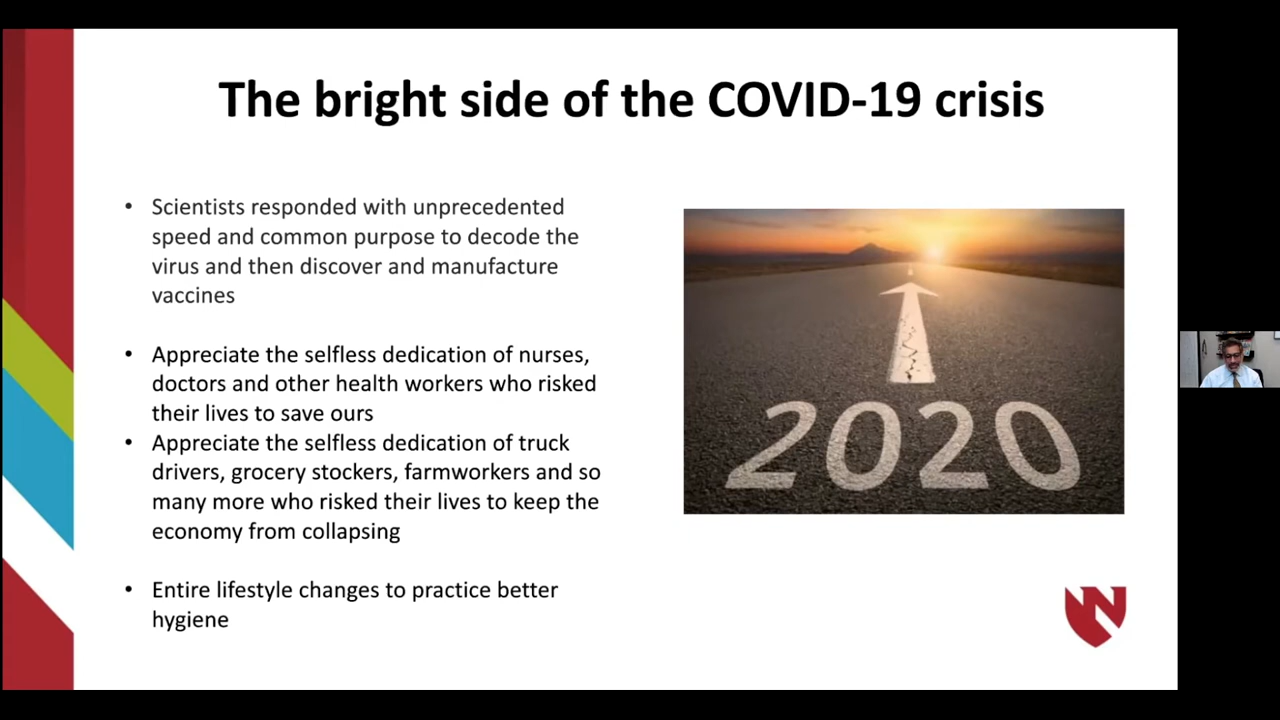 The bright side of the COVID-19 crisis
• Scientists responded with unprecedented
speed and common purpose to decode the
virus and then discover and manufacture
vaccines
• Appreciate the selfless dedication of nurses,
doctors and other health workers who risked
their lives to save ours
• Appreciate the selfless dedication of truck
drivers, grocery stockers, farmworkers and so
many more who risked their lives to keep the
economy from collapsing
• Entire lifestyle changes to practice better
hygiene
2020
N